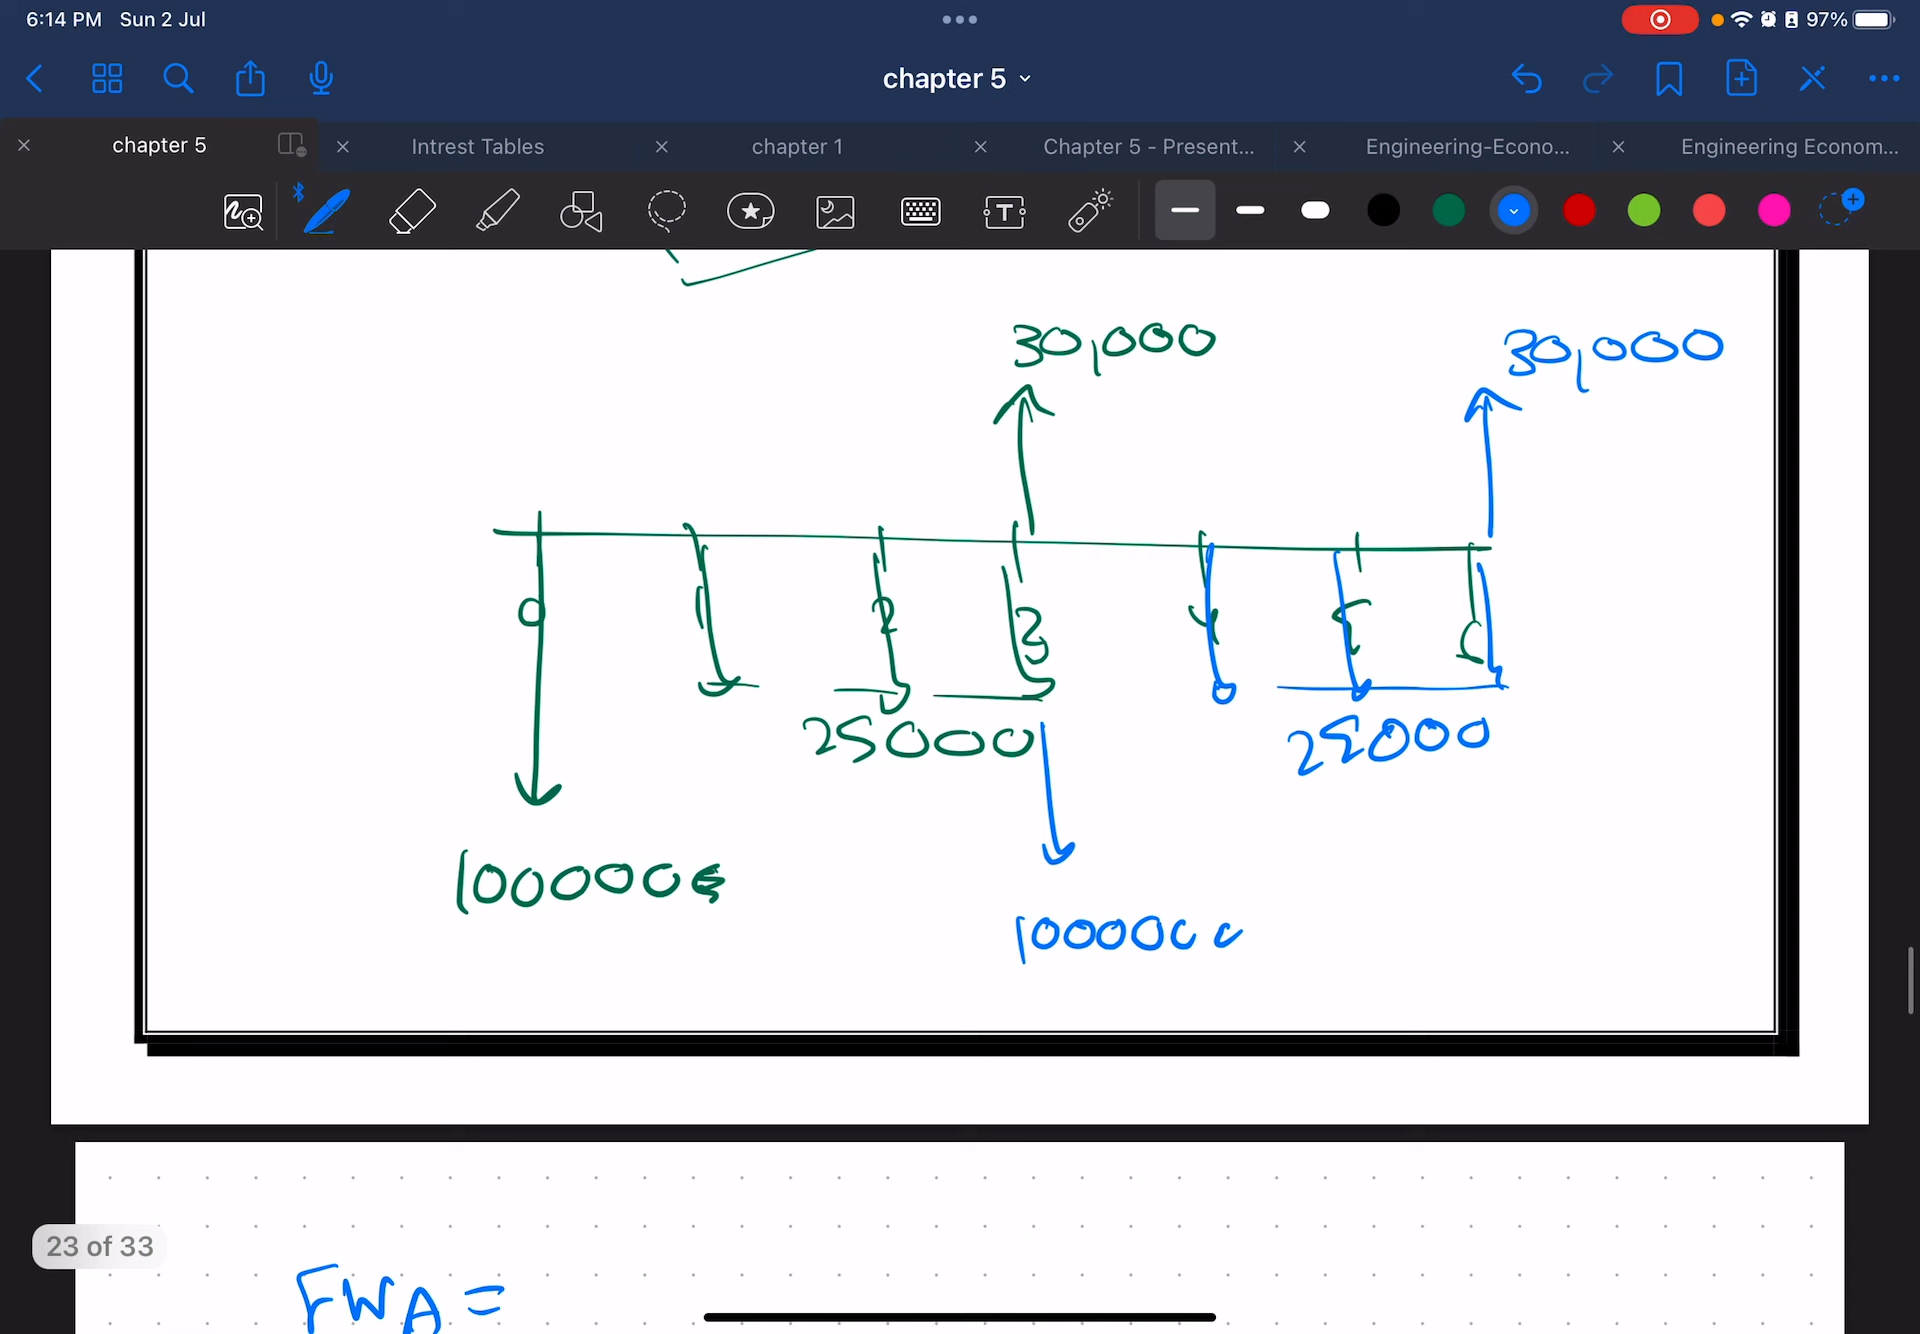 6:14 PM Sun 2 Jul
97%
chapter 5
chapter 5
Intrest Tables
chapter 1
Chapter 5 - Present...
Engineering-Econo...
Engineering Econom...
T
30,000
30,000
0 1 2 3 4 5 6
25000
25000
100000
100000
23 of 33
FWA =